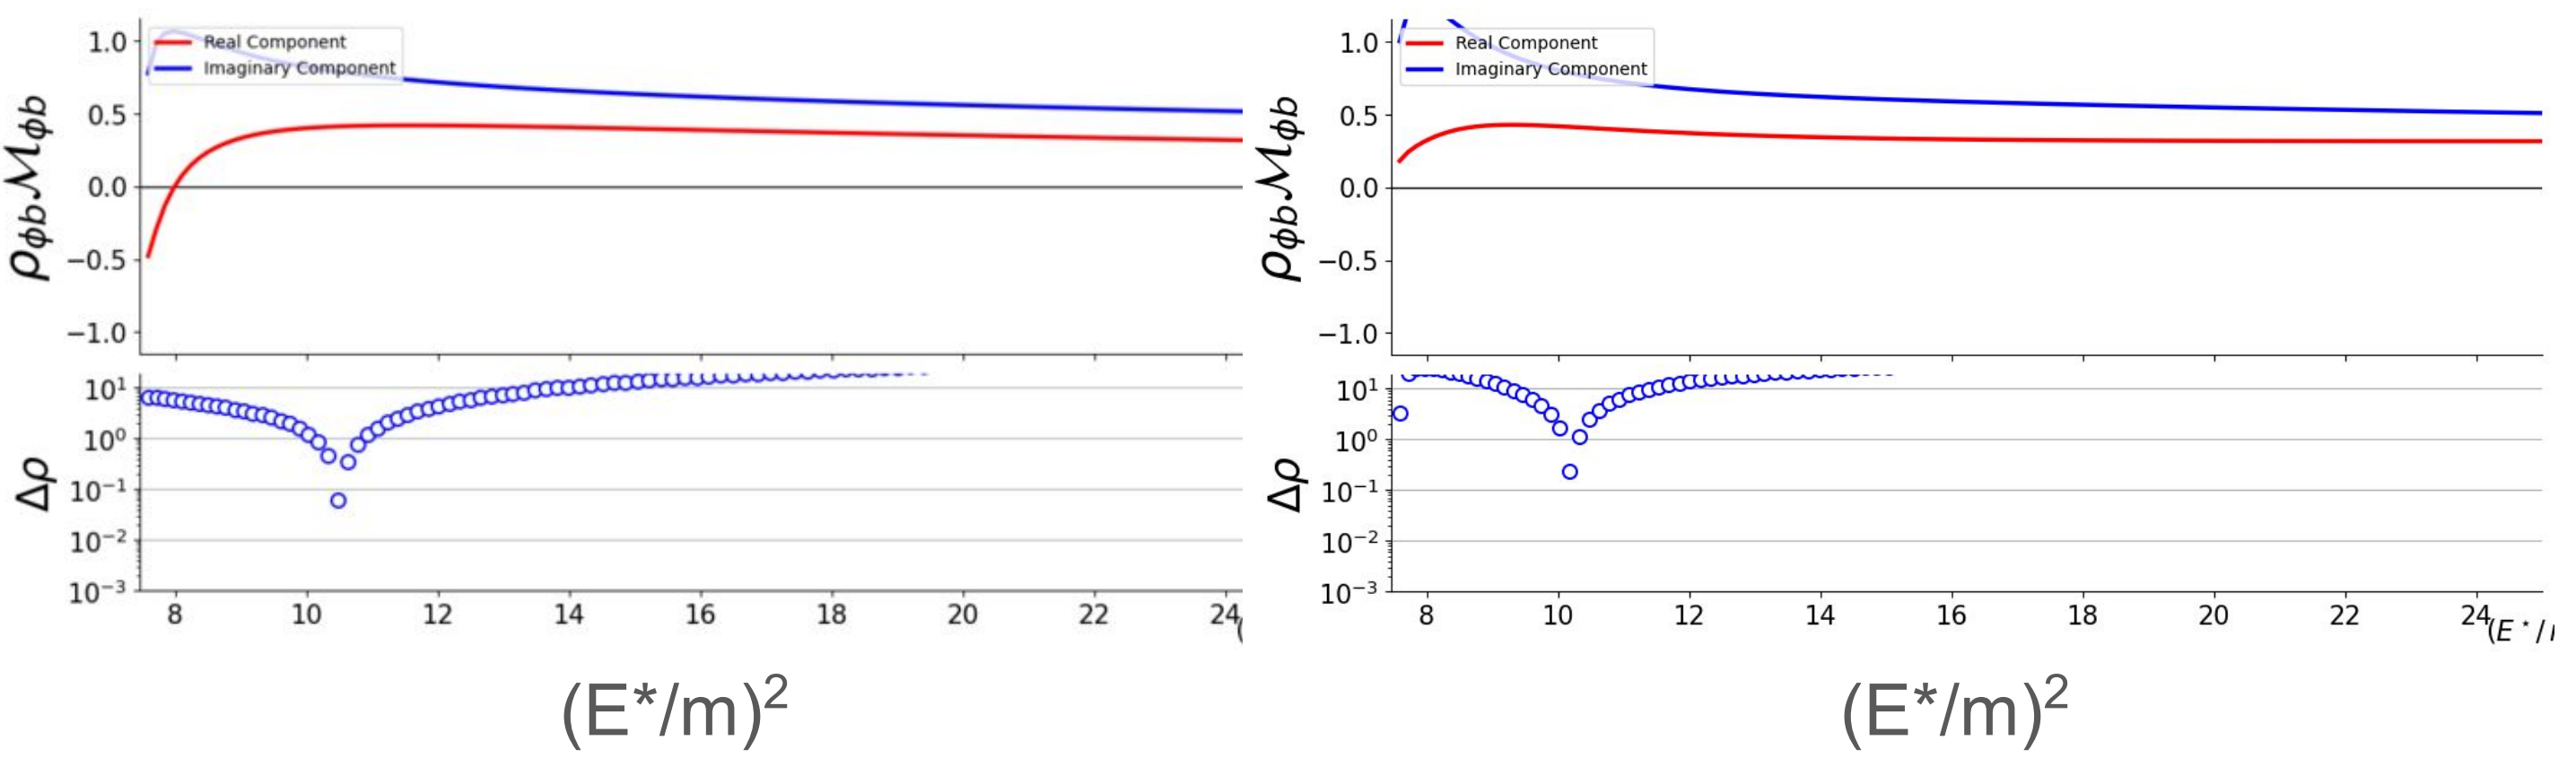 1.0
0.5
0.0
−0.5
−1.0
ρϕbℳϕb
Real Component
Imaginary Component
10¹
10⁰
10⁻¹
10⁻²
10⁻³
Δρ
8 10 12 14 16 18 20 22 24
(E*/m)²
1.0
0.5
0.0
−0.5
−1.0
ρϕbℳϕb
Real Component
Imaginary Component
10¹
10⁰
10⁻¹
10⁻²
10⁻³
Δρ
8 10 12 14 16 18 20 22 24
(E*/
(E*/m)²